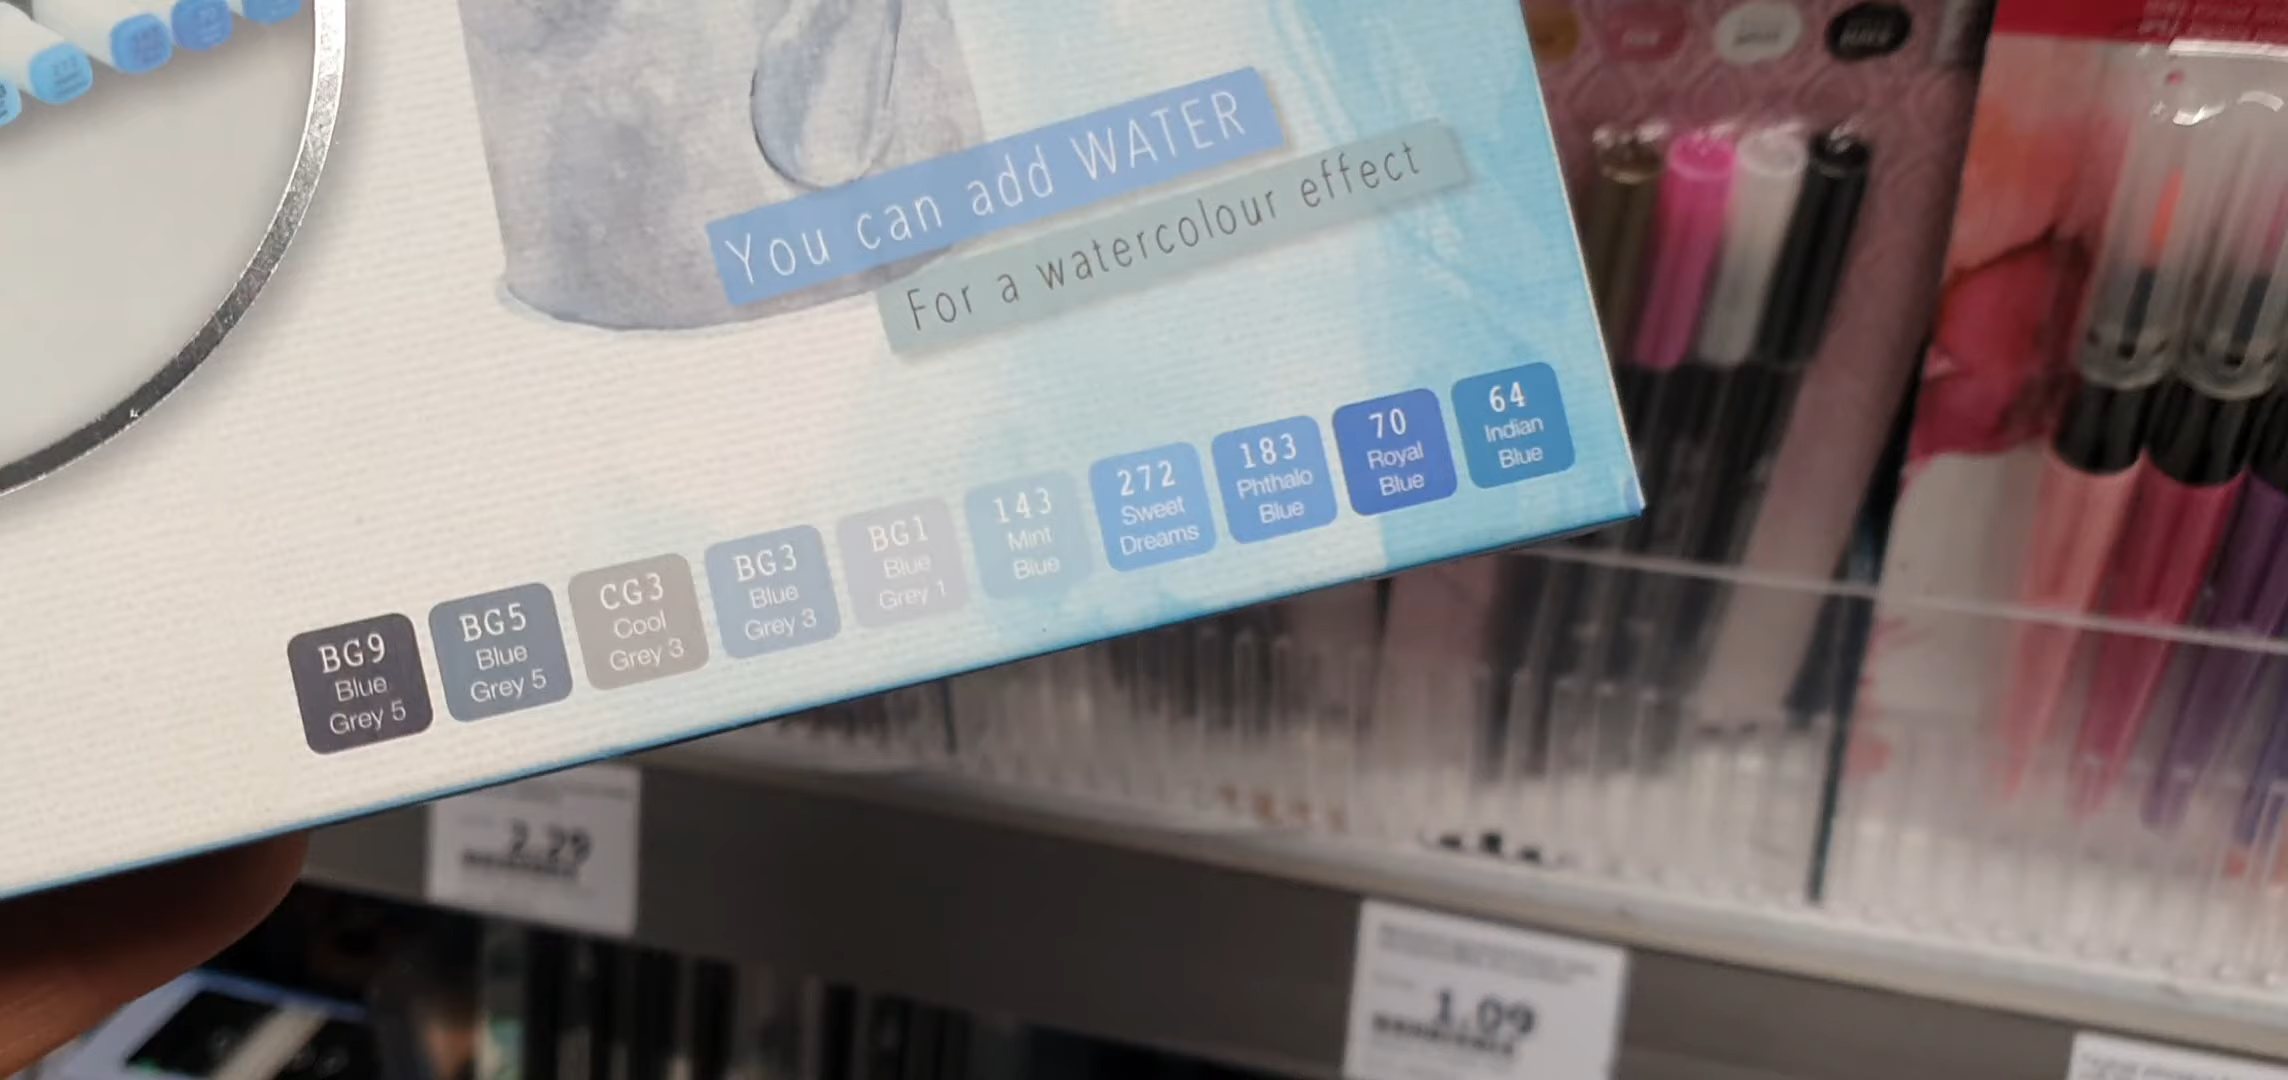 You can add WATER
For a watercolour effect
BG9
Blue
Grey 5
BG5
Blue
Grey 5
CG3
Cool
Grey 3
BG3
Blue
Grey 3
BG1
Blue
Grey 1
143
Mint
Blue
272
Sweet
Dreams
183
Phthalo
Blue
70
Royal
Blue
64
Indian
Blue
2.29
1.09